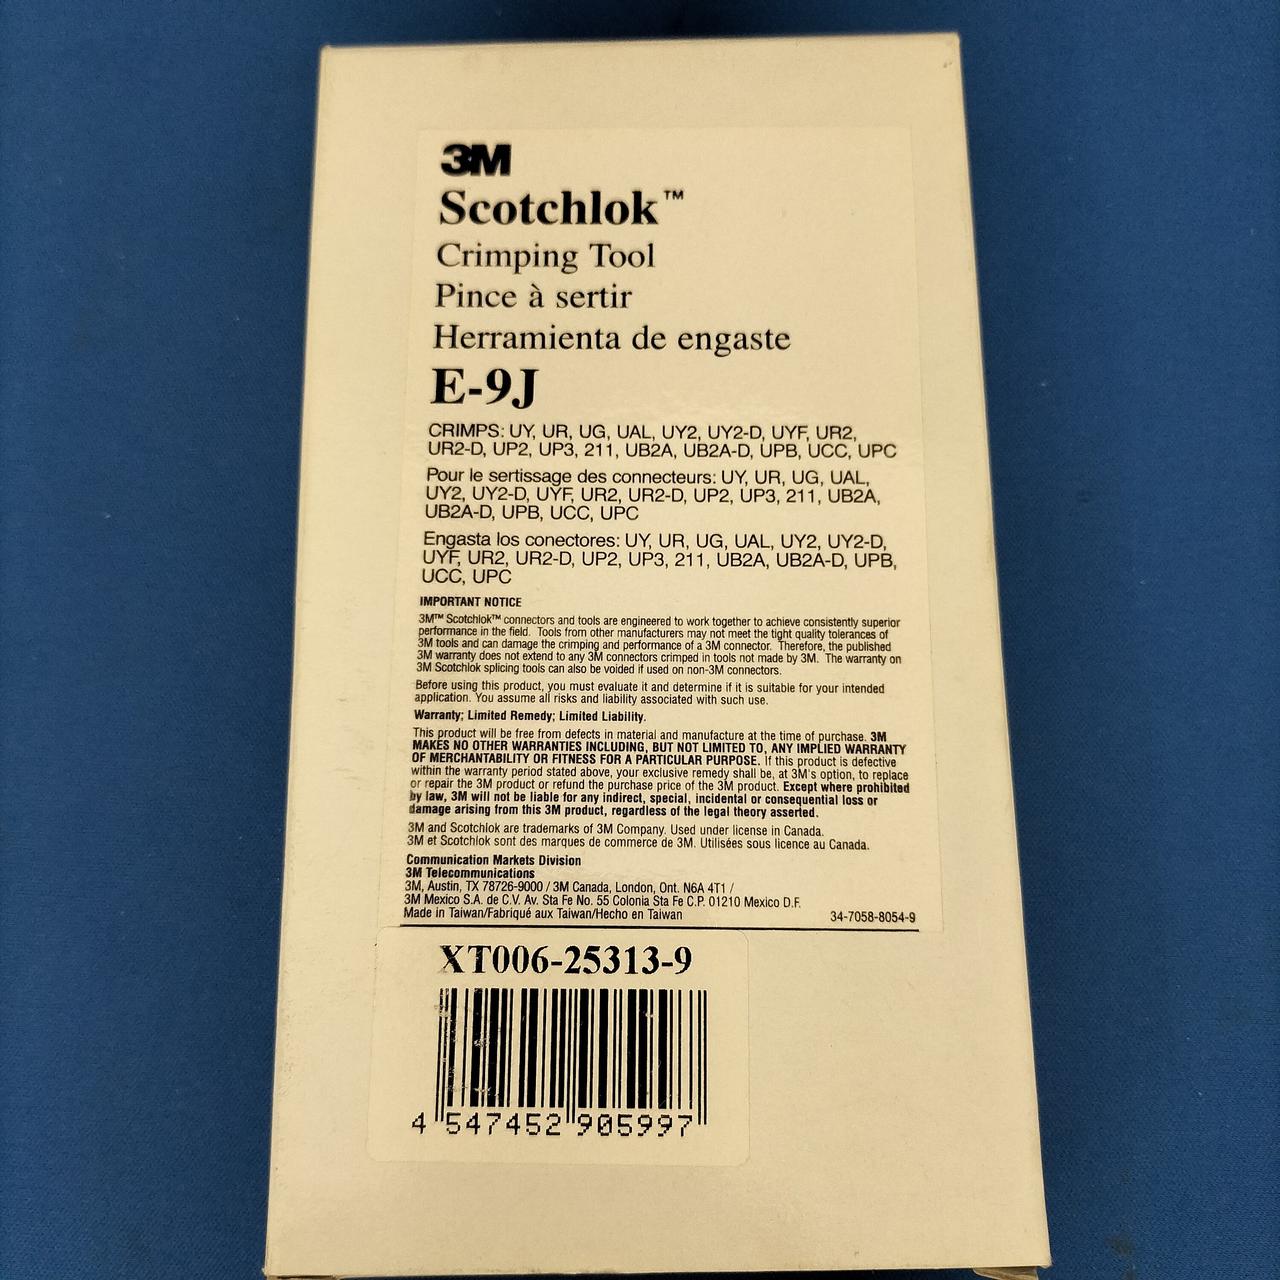 3M
Scotchlok™
Crimping Tool
Pince à sertir
Herramienta de engaste
E-9J
CRIMPS: UY, UR, UG, UAL, UY2, UY2-D, UYF, UR2,
UR2-D, UP2, UP3, 211, UB2A, UB2A-D, UPB, UCC, UPC
Pour le sertissage des connecteurs: UY, UR, UG, UAL,
UY2, UY2-D, UYF, UR2, UR2-D, UP2, UP3, 211, UB2A,
UB2A-D, UPB, UCC, UPC
Engasta los conectores: UY, UR, UG, UAL, UY2, UY2-D,
UYF, UR2, UR2-D, UP2, UP3, 211, UB2A, UB2A-D, UPB,
UCC, UPC
IMPORTANT NOTICE
3M™ Scotchlok™ connectors and tools are engineered to work together to achieve consistently superior
performance in the field. Tools from other manufacturers may not meet the tight quality tolerances of
3M tools and can damage the crimping and performance of a 3M connector. Therefore, the published
3M warranty does not extend to any 3M connectors crimped in tools not made by 3M. The warranty on
3M Scotchlok splicing tools can also be voided if used on non-3M connectors.
Before using this product, you must evaluate it and determine if it is suitable for your intended
application. You assume all risks and liability associated with such use.
Warranty; Limited Remedy; Limited Liability.
This product will be free from defects in material and manufacture at the time of purchase. 3M
MAKES NO OTHER WARRANTIES INCLUDING, BUT NOT LIMITED TO, ANY IMPLIED WARRANTY
OF MERCHANTABILITY OR FITNESS FOR A PARTICULAR PURPOSE. If this product is defective
within the warranty period stated above, your exclusive remedy shall be, at 3M's option, to replace
or repair the 3M product or refund the purchase price of the 3M product. Except where prohibited
by law, 3M will not be liable for any indirect, special, incidental or consequential loss or
damage arising from this 3M product, regardless of the legal theory asserted.
3M and Scotchlok are trademarks of 3M Company. Used under license in Canada.
3M et Scotchlok sont des marques de commerce de 3M. Utilisées sous licence au Canada.
Communication Markets Division
3M Telecommunications
3M, Austin, TX 78726-9000 / 3M Canada, London, Ont. N6A 4T1 /
3M Mexico S.A. de C.V. Av. Sta Fe No. 55 Colonia Sta Fe C.P. 01210 Mexico D.F.
Made in Taiwan/Fabriqué aux Taiwan/Hecho en Taiwan 34-7058-8054-9
XT006-25313-9
4 547452 905997